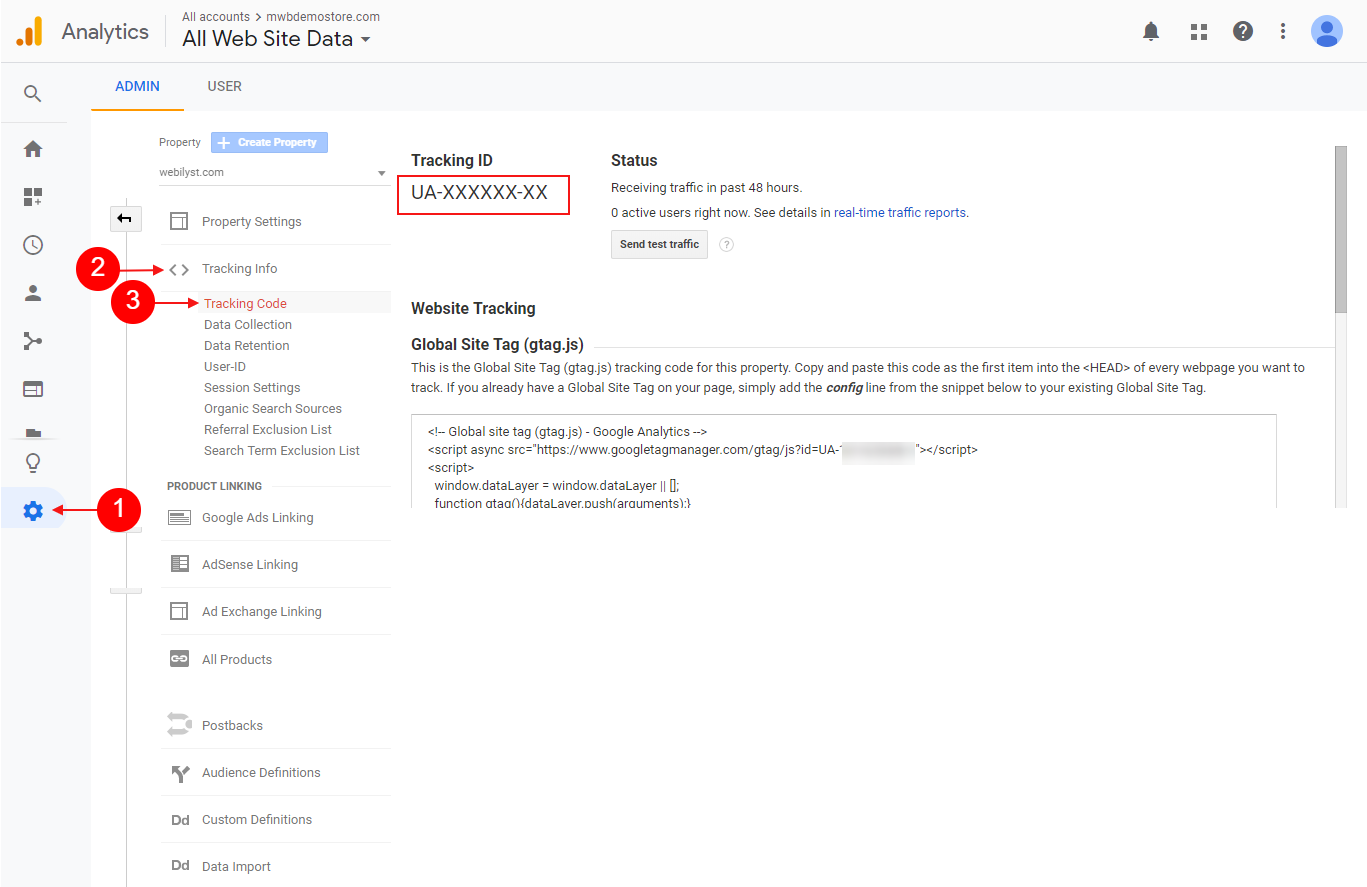 Analytics
All accounts > mwbdemostore.com
All Web Site Data
ADMIN
USER
Property
+ Create Property
webilyst.com
Property Settings
2
Tracking Info
3
Tracking Code
Data Collection
Data Retention
User-ID
Session Settings
Organic Search Sources
Referral Exclusion List
Search Term Exclusion List
PRODUCT LINKING
1
Google Ads Linking
AdSense Linking
Ad Exchange Linking
All Products
Postbacks
Audience Definitions
Dd Custom Definitions
Dd Data Import
Tracking ID
UA-XXXXXX-XX
Status
Receiving traffic in past 48 hours.
0 active users right now. See details in real-time traffic reports.
Send test traffic ?
Website Tracking
Global Site Tag (gtag.js)
This is the Global Site Tag (gtag.js) tracking code for this property. Copy and paste this code as the first item into the <HEAD> of every webpage you want to
track. If you already have a Global Site Tag on your page, simply add the config line from the snippet below to your existing Global Site Tag.
<!-- Global site tag (gtag.js) - Google Analytics -->
<script async src="https://www.googletagmanager.com/gtag/js?id=UA- "></script>
<script>
window.dataLayer = window.dataLayer || [];
function gtag(){dataLayer.push(arguments);}